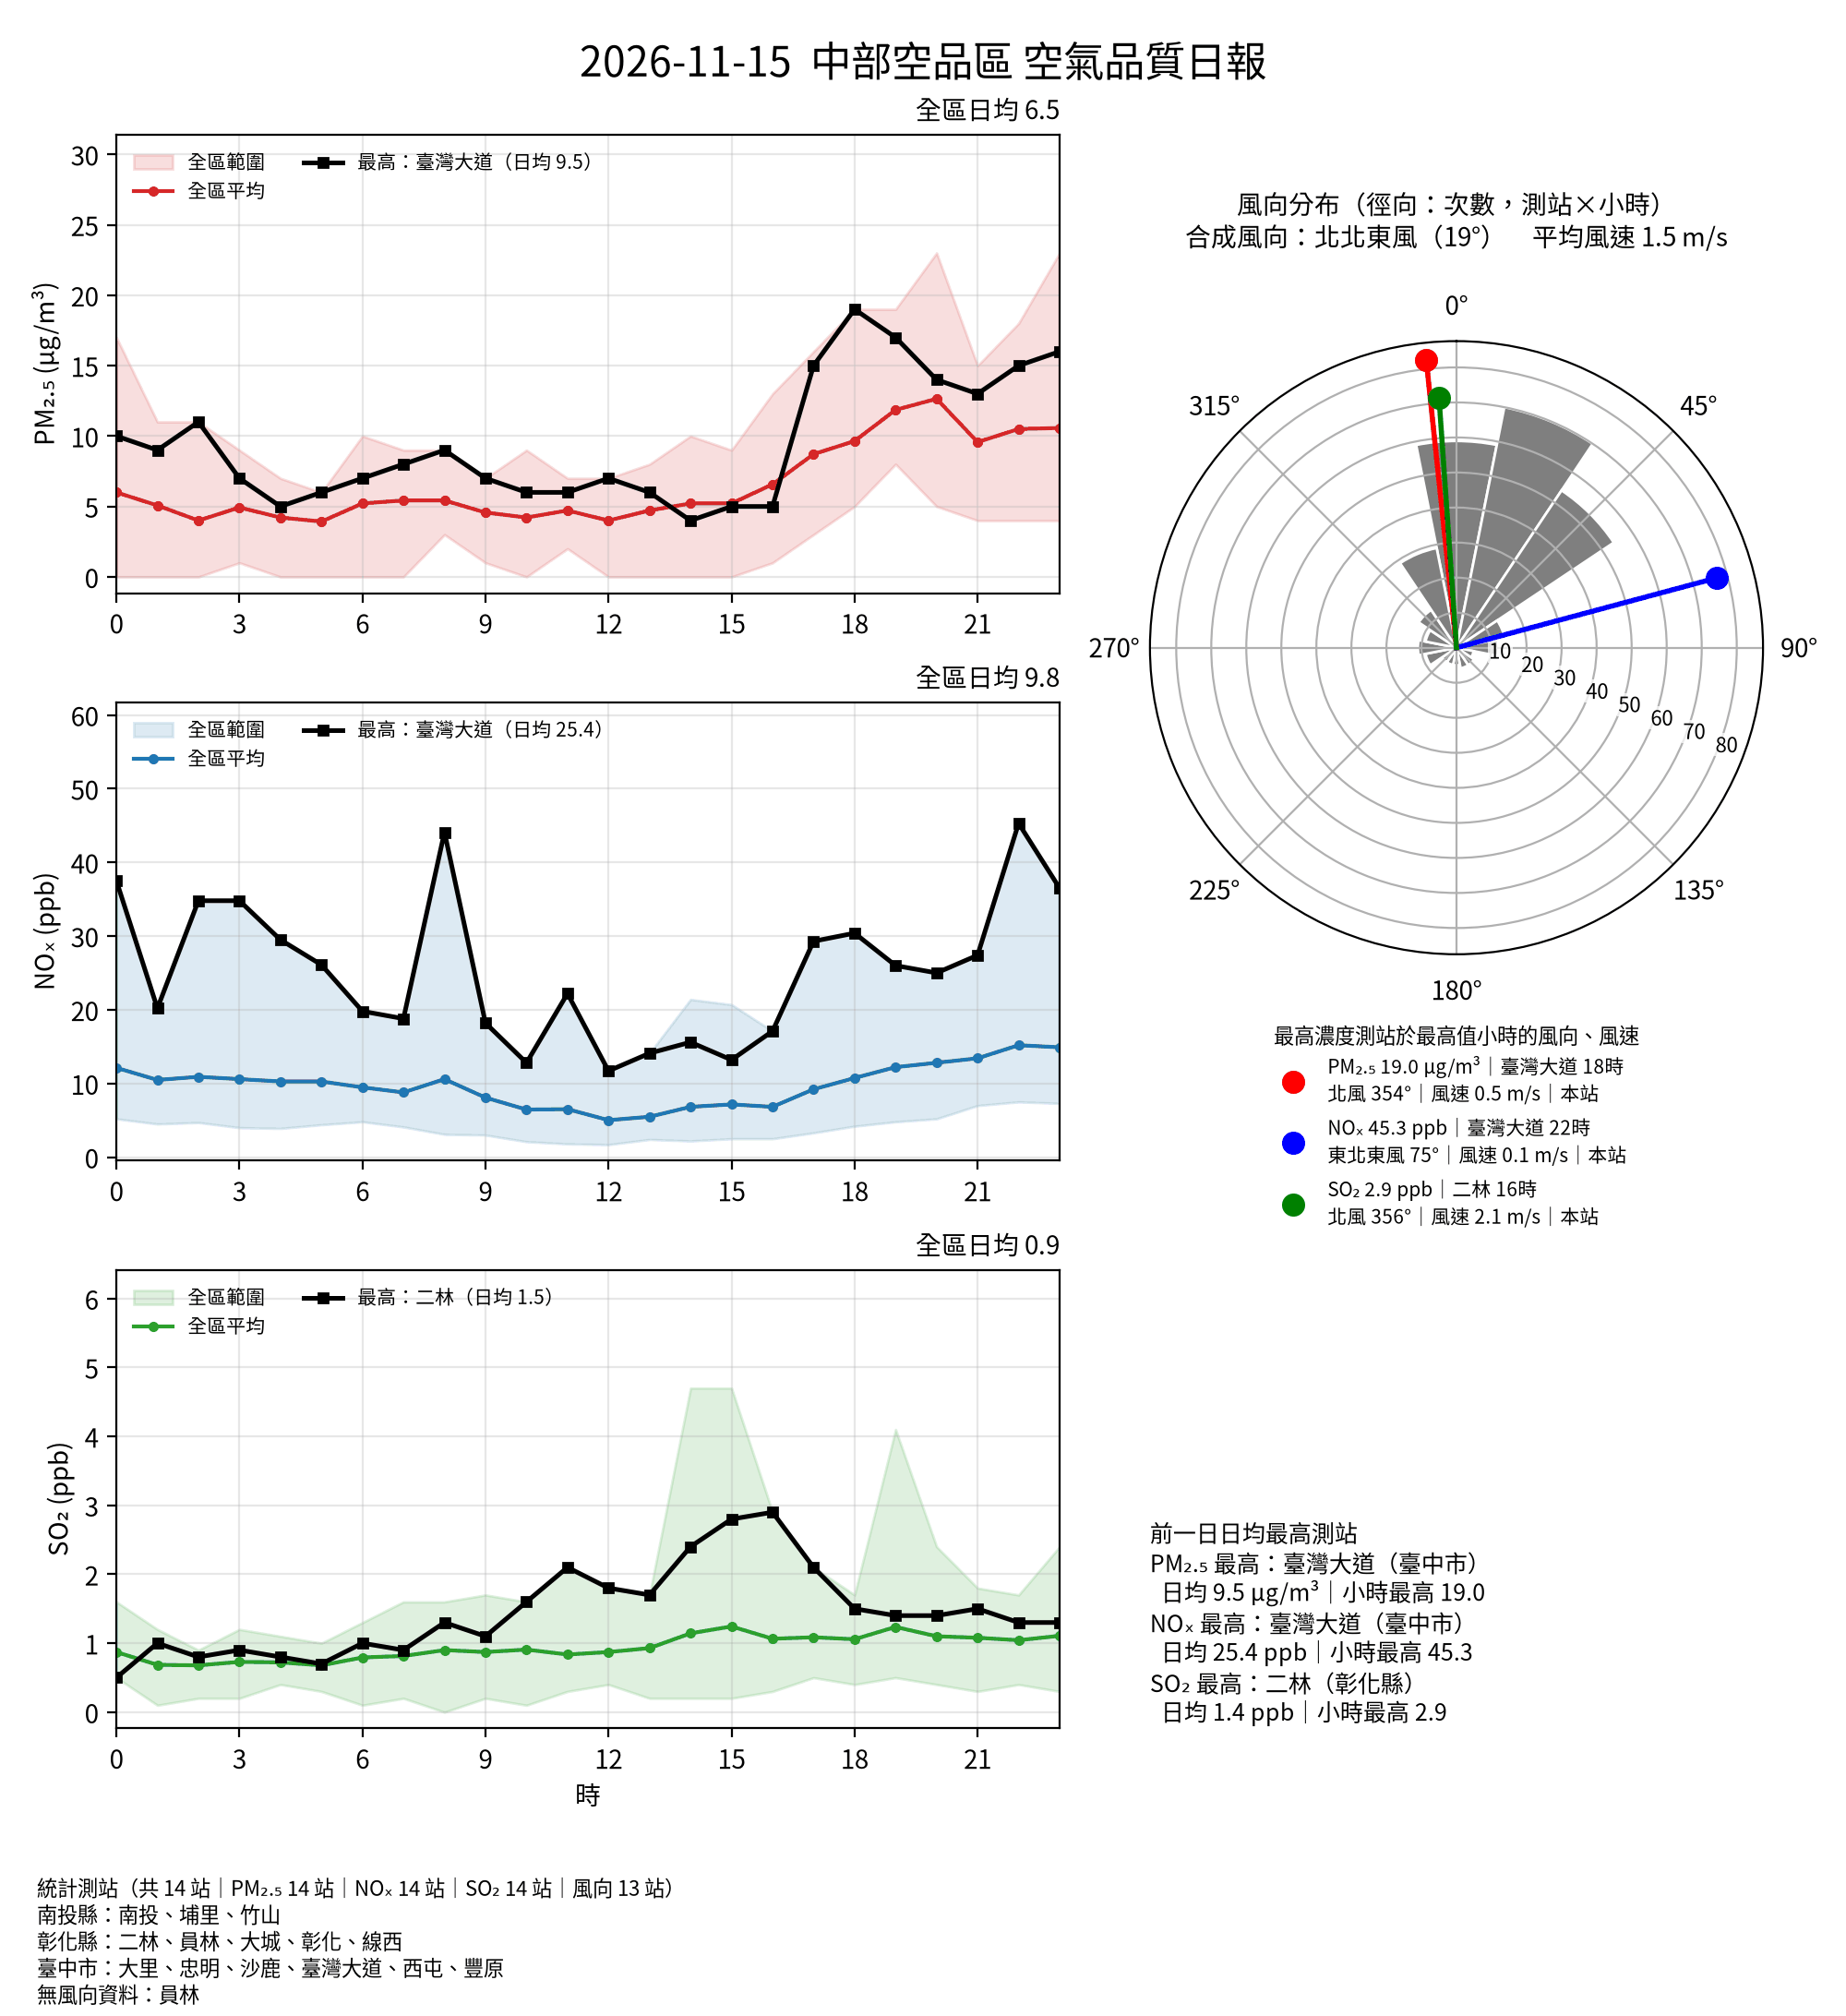 2026-11-15 中部空品區 空氣品質日報
全區日均 6.5
全區範圍
全區平均
最高：臺灣大道（日均 9.5）
PM₂.₅ (µg/m³)
30
25
20
15
10
5
0
0 3 6 9 12 15 18 21
全區日均 9.8
全區範圍
全區平均
最高：臺灣大道（日均 25.4）
NOₓ (ppb)
60
50
40
30
20
10
0
0 3 6 9 12 15 18 21
全區日均 0.9
全區範圍
全區平均
最高：二林（日均 1.5）
SO₂ (ppb)
6
5
4
3
2
1
0
0 3 6 9 12 15 18 21
時
風向分布（徑向：次數，測站×小時）
合成風向：北北東風（19°） 平均風速 1.5 m/s
0°
315° 45°
270° 90°
10 20 30 40 50 60 70 80
225° 135°
180°
最高濃度測站於最高值小時的風向、風速
PM₂.₅ 19.0 µg/m³｜臺灣大道 18時
北風 354°｜風速 0.5 m/s｜本站
NOₓ 45.3 ppb｜臺灣大道 22時
東北東風 75°｜風速 0.1 m/s｜本站
SO₂ 2.9 ppb｜二林 16時
北風 356°｜風速 2.1 m/s｜本站
前一日日均最高測站
PM₂.₅ 最高：臺灣大道（臺中市）
日均 9.5 µg/m³｜小時最高 19.0
NOₓ 最高：臺灣大道（臺中市）
日均 25.4 ppb｜小時最高 45.3
SO₂ 最高：二林（彰化縣）
日均 1.4 ppb｜小時最高 2.9
統計測站（共 14 站｜PM₂.₅ 14 站｜NOₓ 14 站｜SO₂ 14 站｜風向 13 站）
南投縣：南投、埔里、竹山
彰化縣：二林、員林、大城、彰化、線西
臺中市：大里、忠明、沙鹿、臺灣大道、西屯、豐原
無風向資料：員林